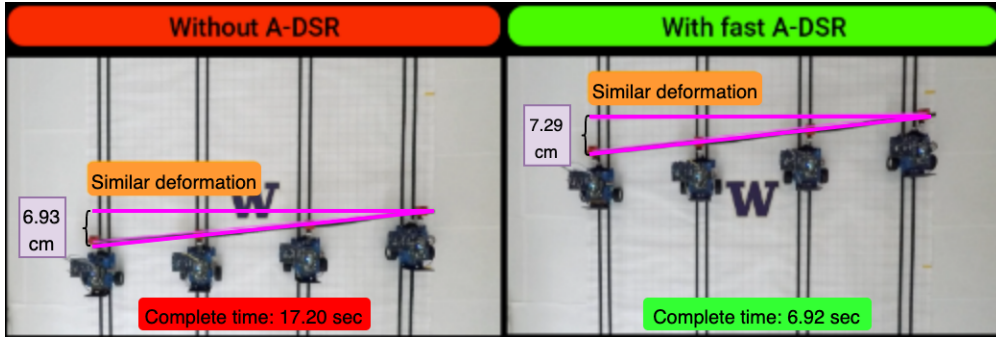 Without A-DSR
Similar deformation
W
6.93
cm
Complete time: 17.20 sec
With fast A-DSR
Similar deformation
7.29
cm
W
Complete time: 6.92 sec